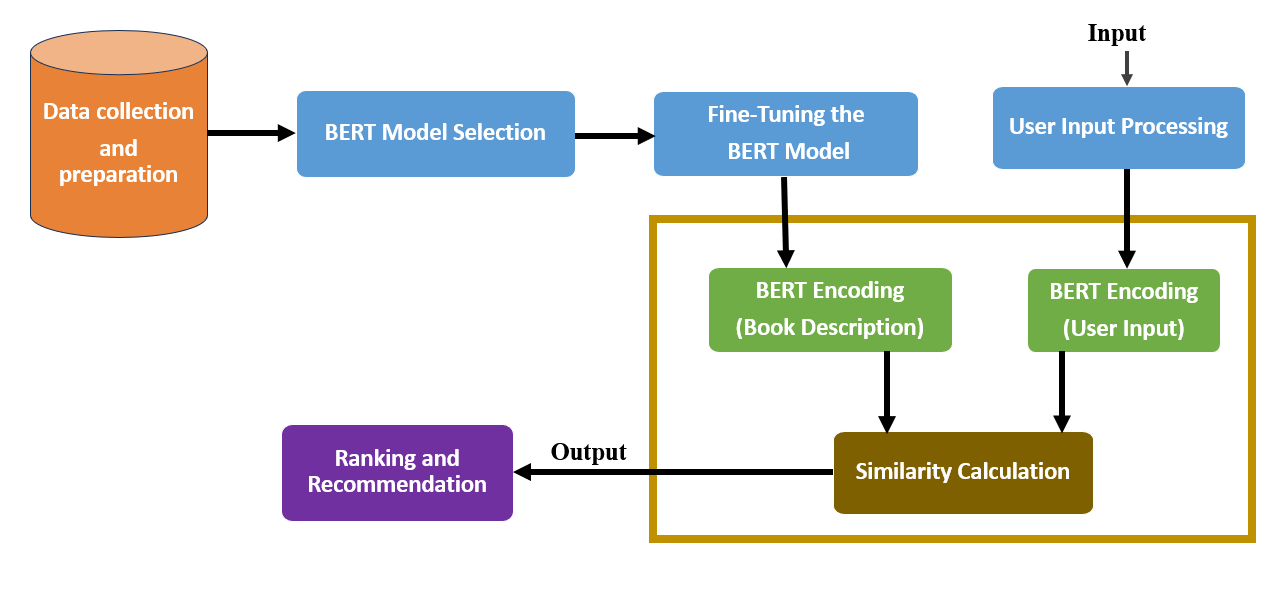 Input
Data collection
and
preparation
BERT Model Selection
Fine-Tuning the
BERT Model
User Input Processing
BERT Encoding
(Book Description)
BERT Encoding
(User Input)
Ranking and
Recommendation
Output
Similarity Calculation